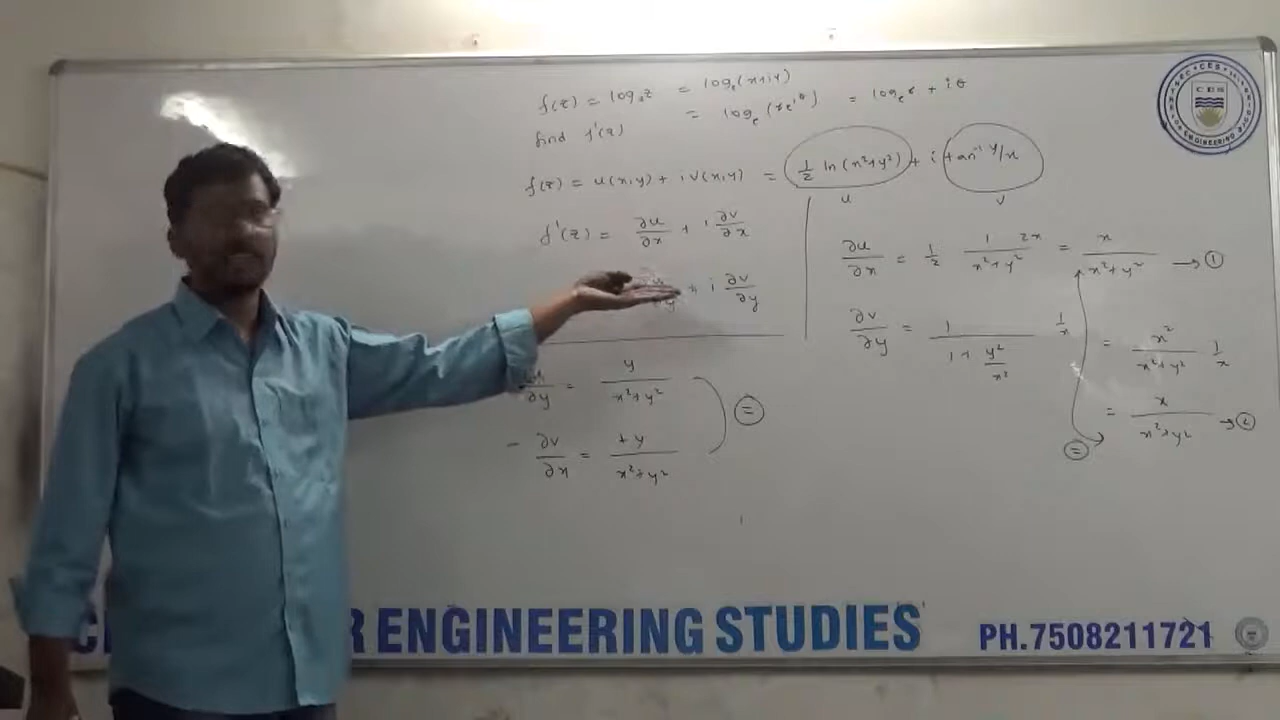 f(z) = log_e z = log_e(x+iy)
find f'(z) = log_e(re^{iθ}) = log_e r + iθ
f(z) = u(x,y) + i v(x,y) = 1/2 ln(x²+y²) + i tan⁻¹ y/x
u v
f'(z) = ∂u/∂x + i ∂v/∂x
i ∂v/∂y
∂y = y/(x²+y²)
- ∂v/∂x = +y/(x²+y²)
=
∂u/∂x = 1/2 1/(x²+y²) 2x = x/(x²+y²) → 1
∂v/∂y = 1/(1+y²/x²) 1/x = x²/(x²+y²) 1/x
= x/(x²+y²) → 2
=
CES
ENGINEERING
R ENGINEERING STUDIES
PH.7508211721